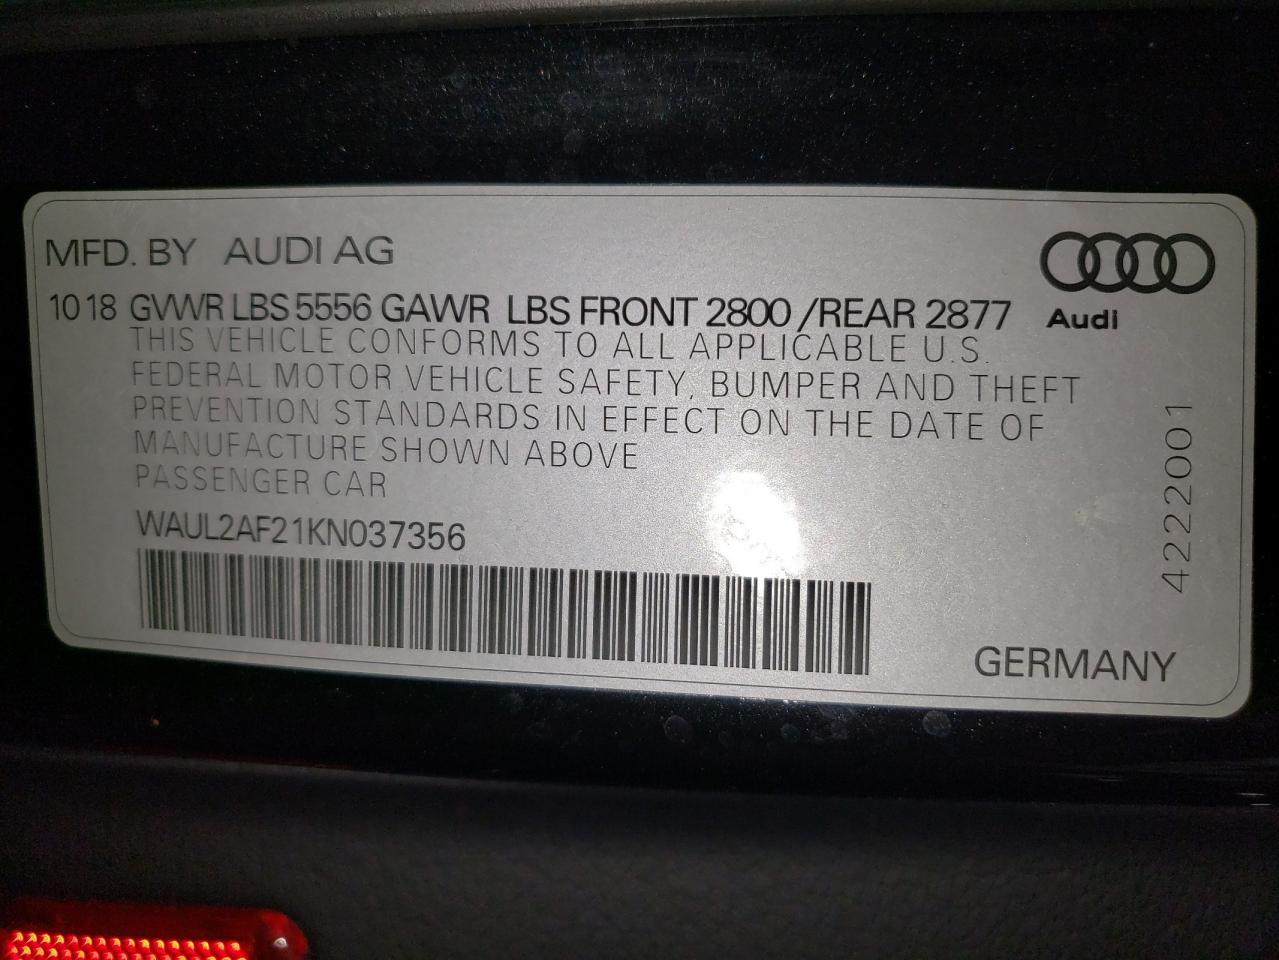 MFD. BY AUDI AG
1018 GVWR LBS 5556 GAWR LBS FRONT 2800 /REAR 2877
Audi
THIS VEHICLE CONFORMS TO ALL APPLICABLE U.S.
FEDERAL MOTOR VEHICLE SAFETY, BUMPER AND THEFT
PREVENTION STANDARDS IN EFFECT ON THE DATE OF
MANUFACTURE SHOWN ABOVE
PASSENGER CAR
WAUL2AF21KN037356
4222001
GERMANY